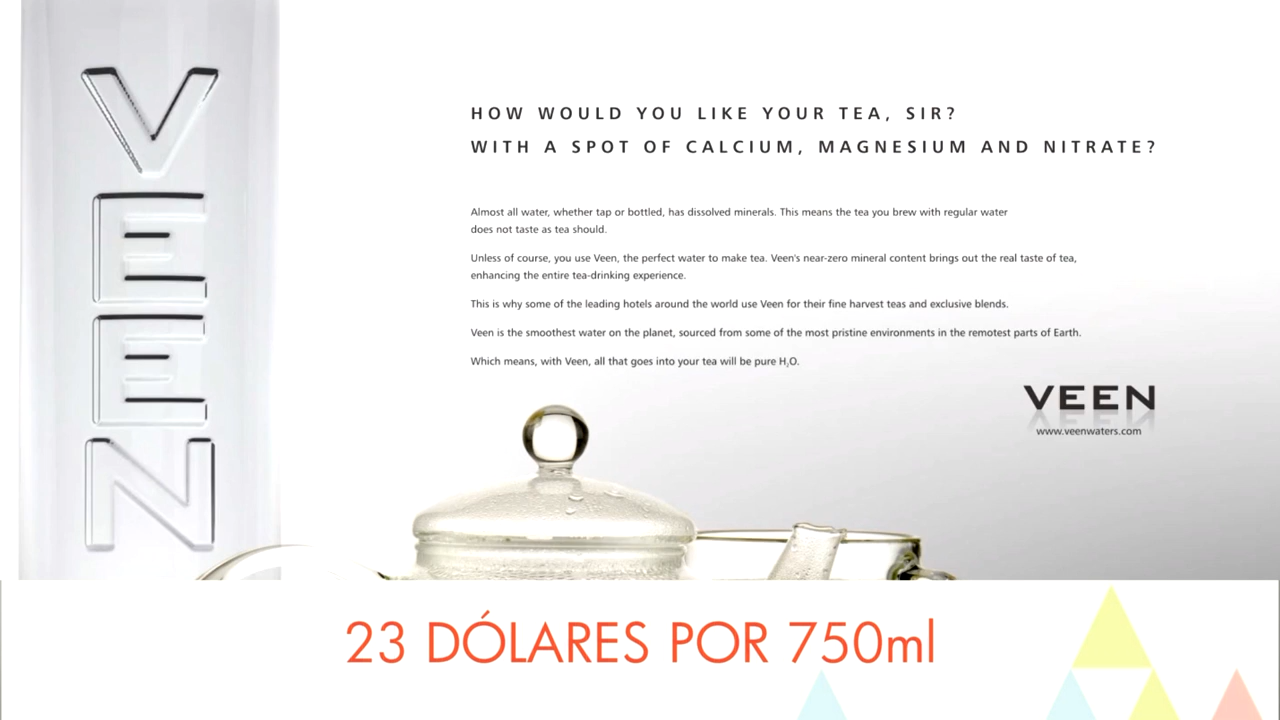 VEEN
HOW WOULD YOU LIKE YOUR TEA, SIR?
WITH A SPOT OF CALCIUM, MAGNESIUM AND NITRATE?
Almost all water, whether tap or bottled, has dissolved minerals. This means the tea you brew with regular water
does not taste as tea should.
Unless of course, you use Veen, the perfect water to make tea. Veen's near-zero mineral content brings out the real taste of tea,
enhancing the entire tea-drinking experience.
This is why some of the leading hotels around the world use Veen for their fine harvest teas and exclusive blends.
Veen is the smoothest water on the planet, sourced from some of the most pristine environments in the remotest parts of Earth.
Which means, with Veen, all that goes into your tea will be pure H₂O.
VEEN
www.veenwaters.com
23 DÓLARES POR 750ml